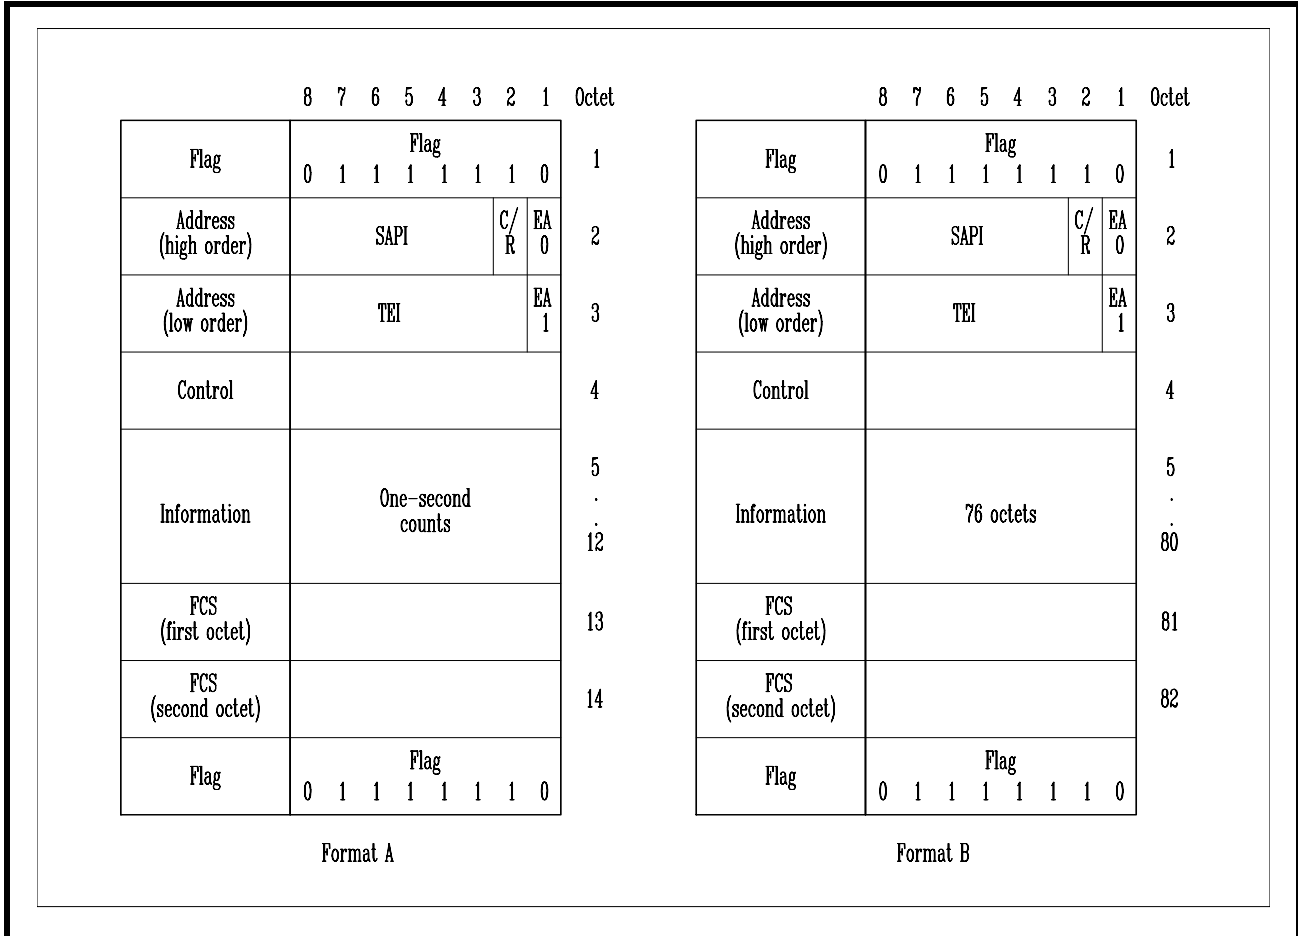 8 7 6 5 4 3 2 1 Octet
Flag
Flag
0 1 1 1 1 1 1 0
1
Address
(high order)
SAPI
C/
R
EA
0
2
Address
(low order)
TEI
EA
1
3
Control
4
Information
One-second
counts
5
.
.
12
FCS
(first octet)
13
FCS
(second octet)
14
Flag
Flag
0 1 1 1 1 1 1 0
Format A
8 7 6 5 4 3 2 1 Octet
Flag
Flag
0 1 1 1 1 1 1 0
1
Address
(high order)
SAPI
C/
R
EA
0
2
Address
(low order)
TEI
EA
1
3
Control
4
Information
76 octets
5
.
.
80
FCS
(first octet)
81
FCS
(second octet)
82
Flag
Flag
0 1 1 1 1 1 1 0
Format B